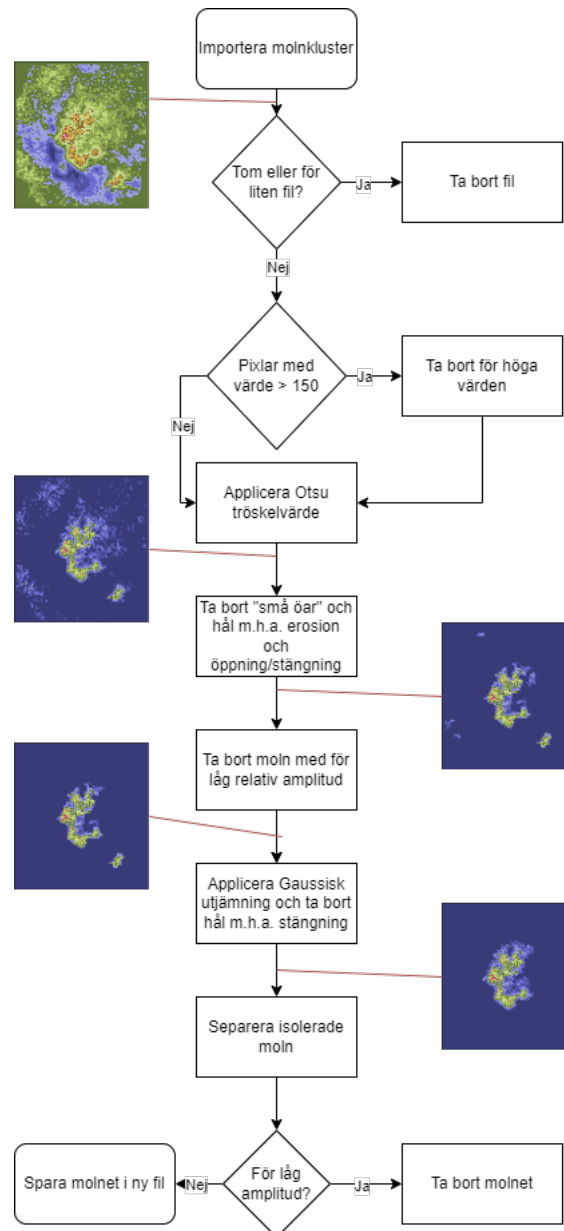 Importera molnkluster
Tom eller för
liten fil?
Ja
Ta bort fil
Nej
Pixlar med
värde > 150
Ja
Ta bort för höga
värden
Nej
Applicera Otsu
tröskelvärde
Ta bort "små öar" och
hål m.h.a. erosion
och
öppning/stängning
Ta bort moln med för
låg relativ amplitud
Applicera Gaussisk
utjämning och ta bort
hål m.h.a. stängning
Separera isolerade
moln
Spara molnet i ny fil
Nej
För låg
amplitud?
Ja
Ta bort molnet